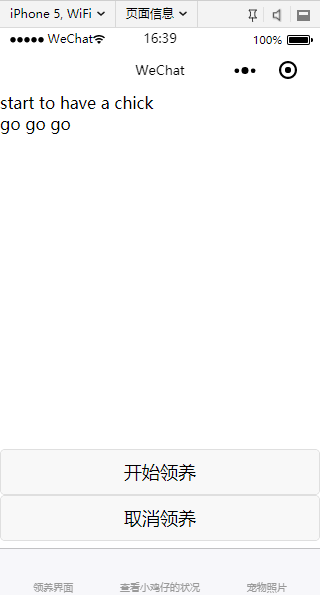 iPhone 5, WiFi 页面信息
WeChat 16:39 100%
WeChat
start to have a chick
go go go
开始领养
取消领养
领养界面 查看小鸡仔的状况 宠物照片